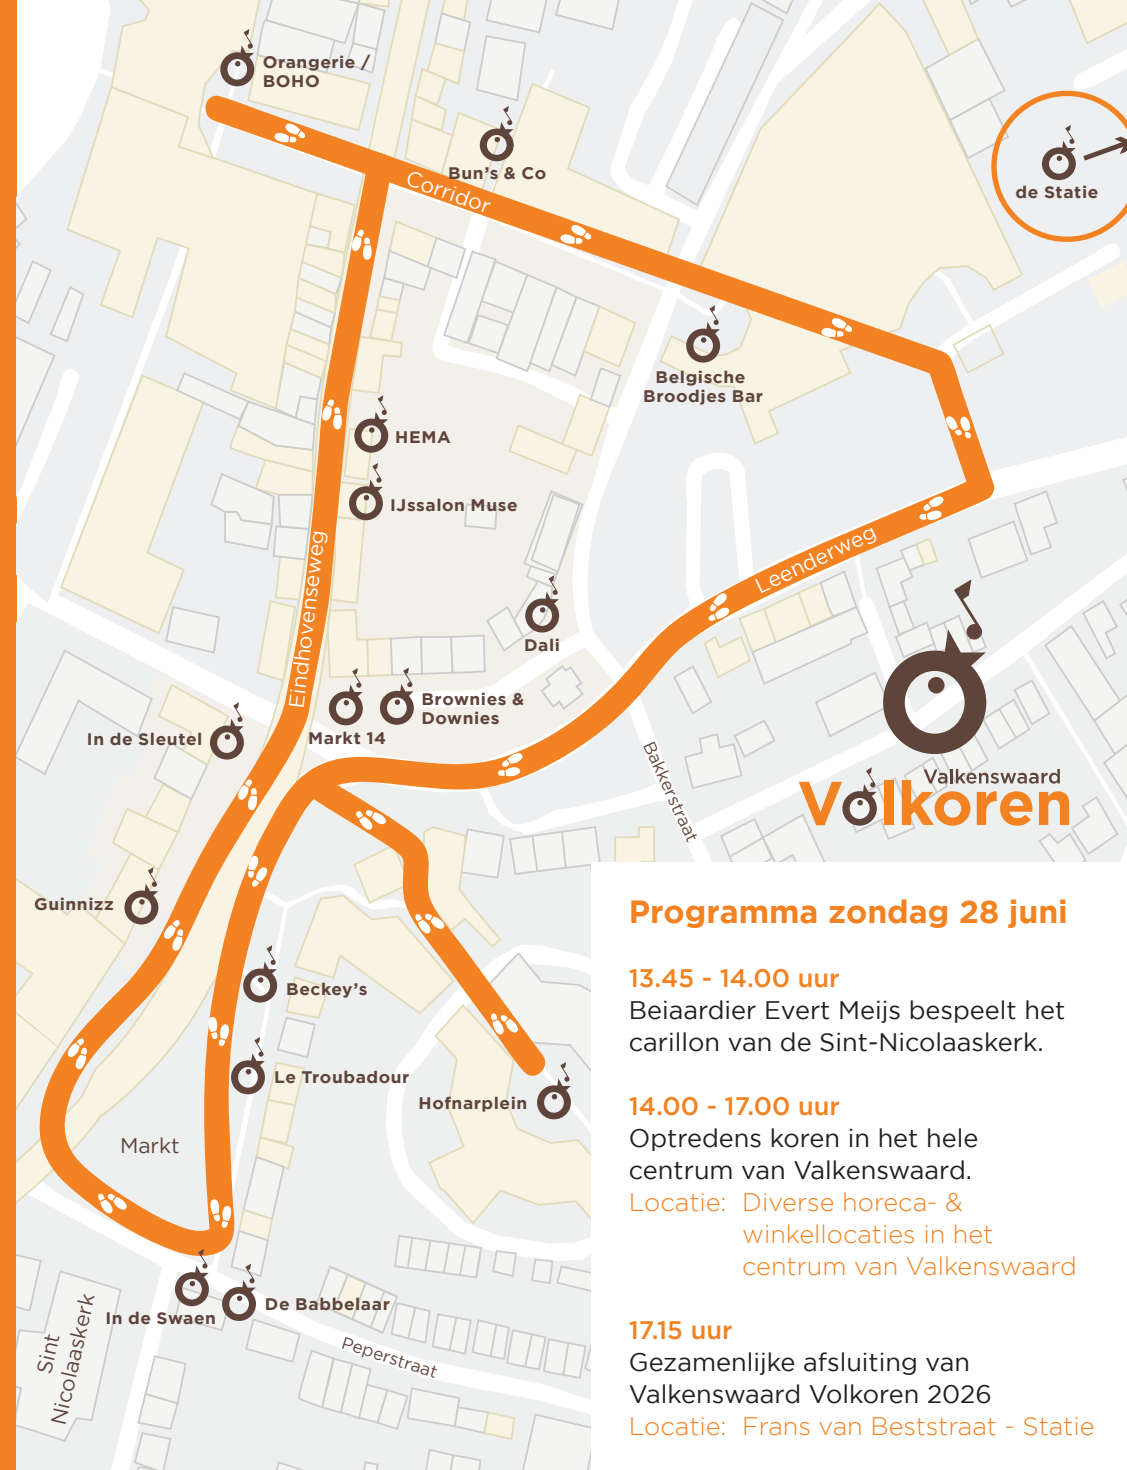 Orangerie /
BOHO
Bun's & Co
Corridor
de Statie
Belgische
Broodjes Bar
HEMA
IJssalon Muse
Eindhovenseweg
Leenderweg
Dali
Brownies &
Downies
Markt 14
In de Sleutel
Bakkerstraat
Valkenswaard
Volkoren
Guinnizz
Beckey's
Le Troubadour
Hofnarplein
Markt
In de Swaen
De Babbelaar
Peperstraat
Sint
Nicolaaskerk
Programma zondag 28 juni
13.45 - 14.00 uur
Beiaardier Evert Meijs bespeelt het
carillon van de Sint-Nicolaaskerk.
14.00 - 17.00 uur
Optredens koren in het hele
centrum van Valkenswaard.
Locatie: Diverse horeca- &
winkellocaties in het
centrum van Valkenswaard
17.15 uur
Gezamenlijke afsluiting van
Valkenswaard Volkoren 2026
Locatie: Frans van Beststraat - Statie